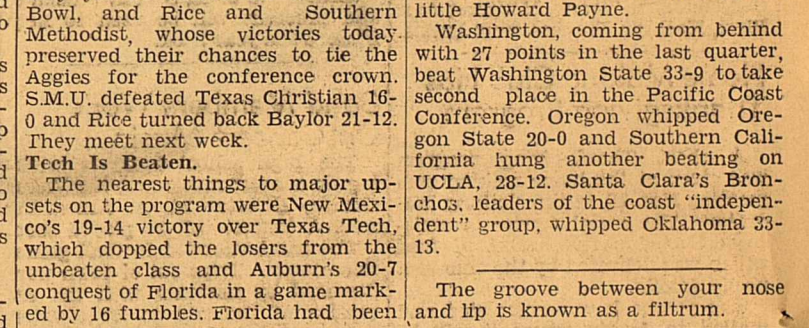 Bowl, and Rice and Southern
Methodist, whose victories today
preserved their chances to tie the
Aggies for the conference crown.
S.M.U. defeated Texas Christian 16-
0 and Rice turned back Baylor 21-12.
They meet next week.
Tech Is Beaten.
The nearest things to major up-
sets on the program were New Mexi-
co's 19-14 victory over Texas Tech,
which dopped the losers from the
unbeaten class and Auburn's 20-7
conquest of Florida in a game mark-
ed by 16 fumbles. Florida had been
little Howard Payne.
Washington, coming from behind
with 27 points in the last quarter,
beat Washington State 33-9 to take
second place in the Pacific Coast
Conference. Oregon whipped Ore-
gon State 20-0 and Southern Cali-
fornia hung another beating on
UCLA, 28-12. Santa Clara's Bron-
chos, leaders of the coast "indepen-
dent" group, whipped Oklahoma 33-
13.
The groove between your nose
and lip is known as a filtrum.